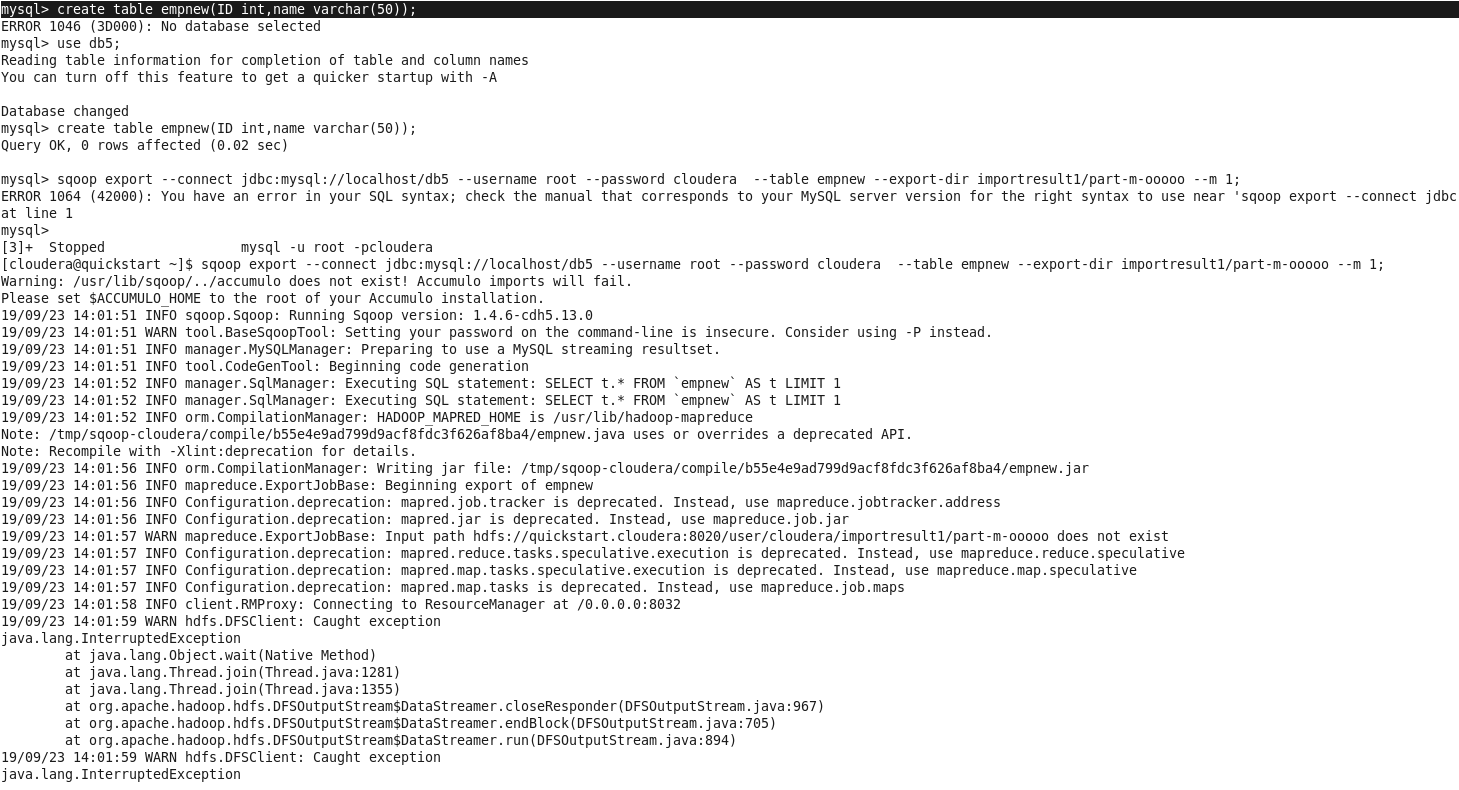 mysql> create table empnew(ID int,name varchar(50));
ERROR 1046 (3D000): No database selected
mysql> use db5;
Reading table information for completion of table and column names
You can turn off this feature to get a quicker startup with -A
Database changed
mysql> create table empnew(ID int,name varchar(50));
Query OK, 0 rows affected (0.02 sec)
mysql> sqoop export --connect jdbc:mysql://localhost/db5 --username root --password cloudera  --table empnew --export-dir importresult1/part-m-ooooo --m 1;
ERROR 1064 (42000): You have an error in your SQL syntax; check the manual that corresponds to your MySQL server version for the right syntax to use near 'sqoop export --connect jdbc
at line 1
mysql>
[3]+  Stopped                 mysql -u root -pcloudera
[cloudera@quickstart ~]$ sqoop export --connect jdbc:mysql://localhost/db5 --username root --password cloudera  --table empnew --export-dir importresult1/part-m-ooooo --m 1;
Warning: /usr/lib/sqoop/../accumulo does not exist! Accumulo imports will fail.
Please set $ACCUMULO_HOME to the root of your Accumulo installation.
19/09/23 14:01:51 INFO sqoop.Sqoop: Running Sqoop version: 1.4.6-cdh5.13.0
19/09/23 14:01:51 WARN tool.BaseSqoopTool: Setting your password on the command-line is insecure. Consider using -P instead.
19/09/23 14:01:51 INFO manager.MySQLManager: Preparing to use a MySQL streaming resultset.
19/09/23 14:01:51 INFO tool.CodeGenTool: Beginning code generation
19/09/23 14:01:52 INFO manager.SqlManager: Executing SQL statement: SELECT t.* FROM `empnew` AS t LIMIT 1
19/09/23 14:01:52 INFO manager.SqlManager: Executing SQL statement: SELECT t.* FROM `empnew` AS t LIMIT 1
19/09/23 14:01:52 INFO orm.CompilationManager: HADOOP_MAPRED_HOME is /usr/lib/hadoop-mapreduce
Note: /tmp/sqoop-cloudera/compile/b55e4e9ad799d9acf8fdc3f626af8ba4/empnew.java uses or overrides a deprecated API.
Note: Recompile with -Xlint:deprecation for details.
19/09/23 14:01:56 INFO orm.CompilationManager: Writing jar file: /tmp/sqoop-cloudera/compile/b55e4e9ad799d9acf8fdc3f626af8ba4/empnew.jar
19/09/23 14:01:56 INFO mapreduce.ExportJobBase: Beginning export of empnew
19/09/23 14:01:56 INFO Configuration.deprecation: mapred.job.tracker is deprecated. Instead, use mapreduce.jobtracker.address
19/09/23 14:01:56 INFO Configuration.deprecation: mapred.jar is deprecated. Instead, use mapreduce.job.jar
19/09/23 14:01:57 WARN mapreduce.ExportJobBase: Input path hdfs://quickstart.cloudera:8020/user/cloudera/importresult1/part-m-ooooo does not exist
19/09/23 14:01:57 INFO Configuration.deprecation: mapred.reduce.tasks.speculative.execution is deprecated. Instead, use mapreduce.reduce.speculative
19/09/23 14:01:57 INFO Configuration.deprecation: mapred.map.tasks.speculative.execution is deprecated. Instead, use mapreduce.map.speculative
19/09/23 14:01:57 INFO Configuration.deprecation: mapred.map.tasks is deprecated. Instead, use mapreduce.job.maps
19/09/23 14:01:58 INFO client.RMProxy: Connecting to ResourceManager at /0.0.0.0:8032
19/09/23 14:01:59 WARN hdfs.DFSClient: Caught exception
java.lang.InterruptedException
        at java.lang.Object.wait(Native Method)
        at java.lang.Thread.join(Thread.java:1281)
        at java.lang.Thread.join(Thread.java:1355)
        at org.apache.hadoop.hdfs.DFSOutputStream$DataStreamer.closeResponder(DFSOutputStream.java:967)
        at org.apache.hadoop.hdfs.DFSOutputStream$DataStreamer.endBlock(DFSOutputStream.java:705)
        at org.apache.hadoop.hdfs.DFSOutputStream$DataStreamer.run(DFSOutputStream.java:894)
19/09/23 14:01:59 WARN hdfs.DFSClient: Caught exception
java.lang.InterruptedException